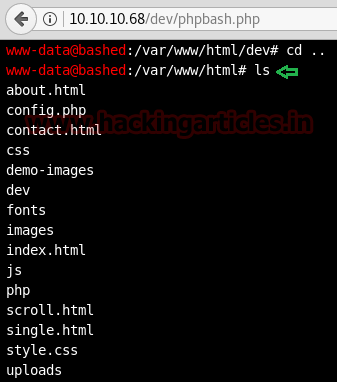 10.10.10.68/dev/phpbash.php
www-data@bashed:/var/www/html/dev# cd ..
www-data@bashed:/var/www/html# ls
about.html
config.php
contact.html
www.hackingarticles.in
css
demo-images
dev
fonts
images
index.html
js
php
scroll.html
single.html
style.css
uploads